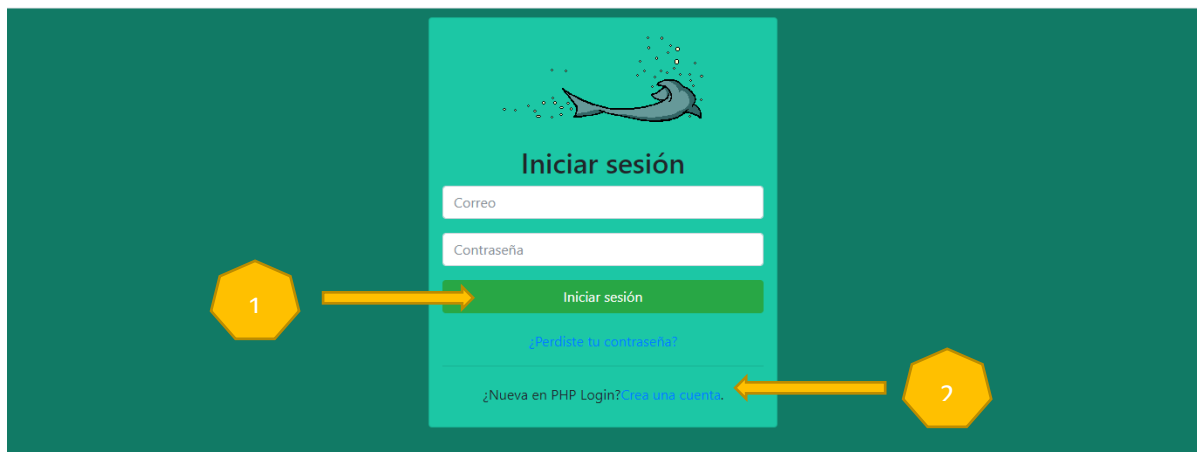 Iniciar sesión
Correo
Contraseña
1
Iniciar sesión
¿Perdiste tu contraseña?
¿Nueva en PHP Login?Crea una cuenta.
2